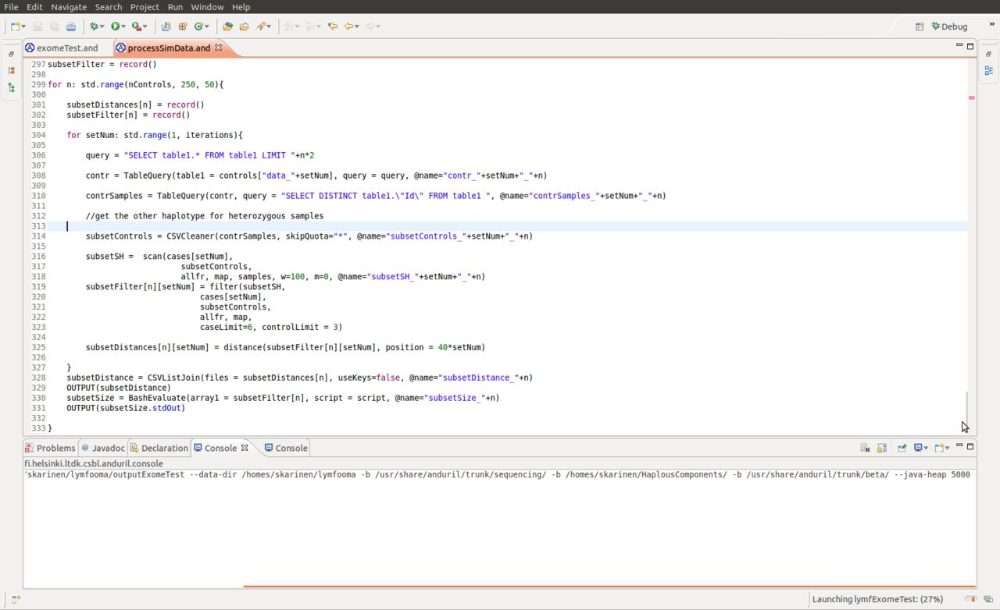 File Edit Navigate Search Project Run Window Help
Debug »
exomeTest.and processSimData.and
297 subsetFilter = record()
298
299 for n: std.range(nControls, 250, 50){
300
301     subsetDistances[n] = record()
302     subsetFilter[n] = record()
303
304     for setNum: std.range(1, iterations){
305
306         query = "SELECT table1.* FROM table1 LIMIT "+n*2
307
308         contr = TableQuery(table1 = controls["data_"+setNum], query = query, @name="contr_"+setNum+"_"+n)
309
310         contrSamples = TableQuery(contr, query = "SELECT DISTINCT table1.\"Id\" FROM table1 ", @name="contrSamples_"+setNum+"_"+n)
311
312         //get the other haplotype for heterozygous samples
313
314         subsetControls = CSVCleaner(contrSamples, skipQuota="*", @name="subsetControls_"+setNum+"_"+n)
315
316         subsetSH =  scan(cases[setNum],
317                             subsetControls,
318                             allfr, map, samples, w=100, m=0, @name="subsetSH_"+setNum+"_"+n)
319         subsetFilter[n][setNum] = filter(subsetSH,
320                                 cases[setNum],
321                                 subsetControls,
322                                 allfr, map,
323                                 caseLimit=6, controlLimit = 3)
324
325         subsetDistances[n][setNum] = distance(subsetFilter[n][setNum], position = 40*setNum)
326
327     }
328     subsetDistance = CSVListJoin(files = subsetDistances[n], useKeys=false, @name="subsetDistance_"+n)
329     OUTPUT(subsetDistance)
330     subsetSize = BashEvaluate(array1 = subsetFilter[n], script = script, @name="subsetSize_"+n)
331     OUTPUT(subsetSize.stdOut)
332
333 }
Problems Javadoc Declaration Console Console
fi.helsinki.ltdk.csbl.anduril.console
'skarinen/lymfooma/outputExomeTest --data-dir /homes/skarinen/lymfooma -b /usr/share/anduril/trunk/sequencing/ -b /homes/skarinen/HaplousComponents/ -b /usr/share/anduril/trunk/beta/ --java-heap 5000
Launching lymfExomeTest: (27%)